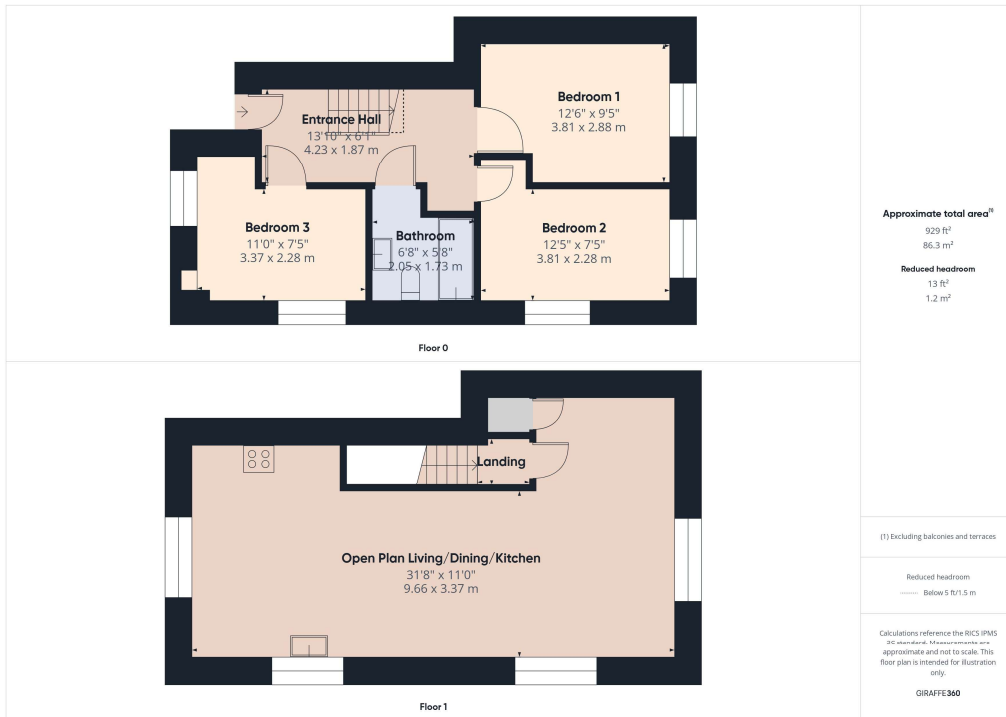 Bedroom 1
12'6" x 9'5"
3.81 x 2.88 m
Entrance Hall
13'10" x 6'1"
4.23 x 1.87 m
Bedroom 3
11'0" x 7'5"
3.37 x 2.28 m
Bathroom
6'8" x 5'8"
2.05 x 1.73 m
Bedroom 2
12'5" x 7'5"
3.81 x 2.28 m
Floor 0
Landing
Open Plan Living/Dining/Kitchen
31'8" x 11'0"
9.66 x 3.37 m
Floor 1
Approximate total area(1)
929 ft²
86.3 m²
Reduced headroom
13 ft²
1.2 m²
(1) Excluding balconies and terraces
Reduced headroom
Below 5 ft/1.5 m
Calculations reference the RICS IPMS
standard. Measurements are
approximate and not to scale. This
floor plan is intended for illustration
only.
GIRAFFE360